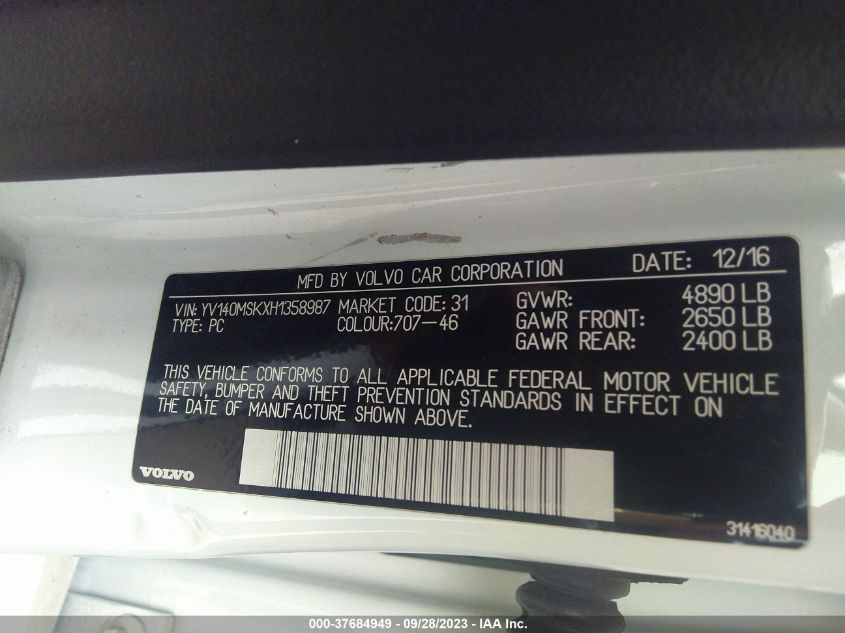 MFD BY VOLVO CAR CORPORATION DATE: 12/16
VIN: YV140MSKXH1358987 MARKET CODE: 31 GVWR: 4890 LB
TYPE: PC COLOUR:707-46 GAWR FRONT: 2650 LB
GAWR REAR: 2400 LB
THIS VEHICLE CONFORMS TO ALL APPLICABLE FEDERAL MOTOR VEHICLE
SAFETY, BUMPER AND THEFT PREVENTION STANDARDS IN EFFECT ON
THE DATE OF MANUFACTURE SHOWN ABOVE.
VOLVO
31416040
000-37684949 / 09/28/2023 - IAA Inc.